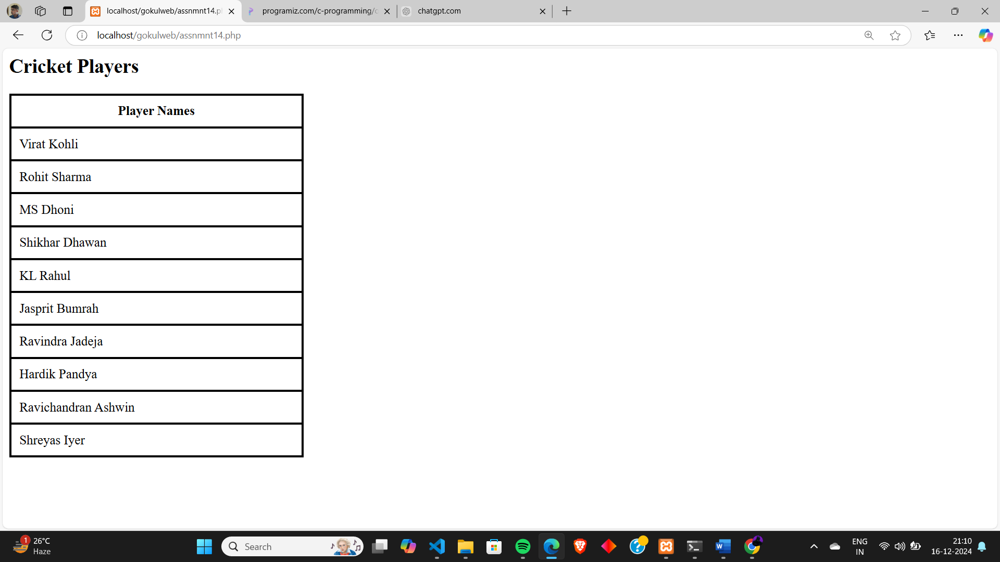 localhost/gokulweb/assnmnt14.p
programiz.com/c-programming/
chatgpt.com
localhost/gokulweb/assnmnt14.php
Cricket Players
Player Names
Virat Kohli
Rohit Sharma
MS Dhoni
Shikhar Dhawan
KL Rahul
Jasprit Bumrah
Ravindra Jadeja
Hardik Pandya
Ravichandran Ashwin
Shreyas Iyer
1
26°C
Haze
Search
ENG
IN
21:10
16-12-2024